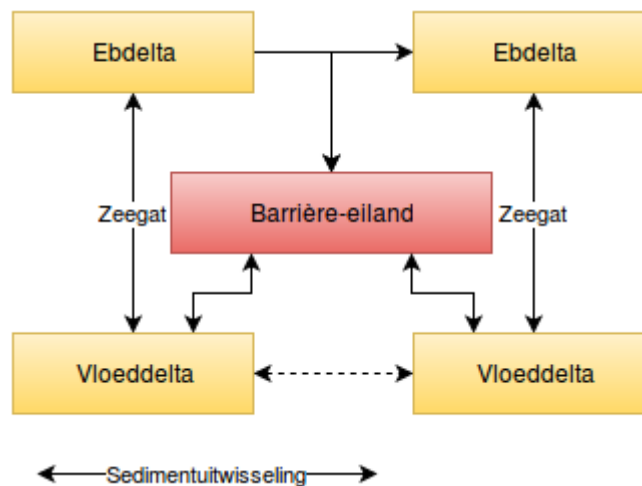 Ebdelta
Ebdelta
Barrière-eiland
Zeegat
Zeegat
Vloeddelta
Vloeddelta
Sedimentuitwisseling